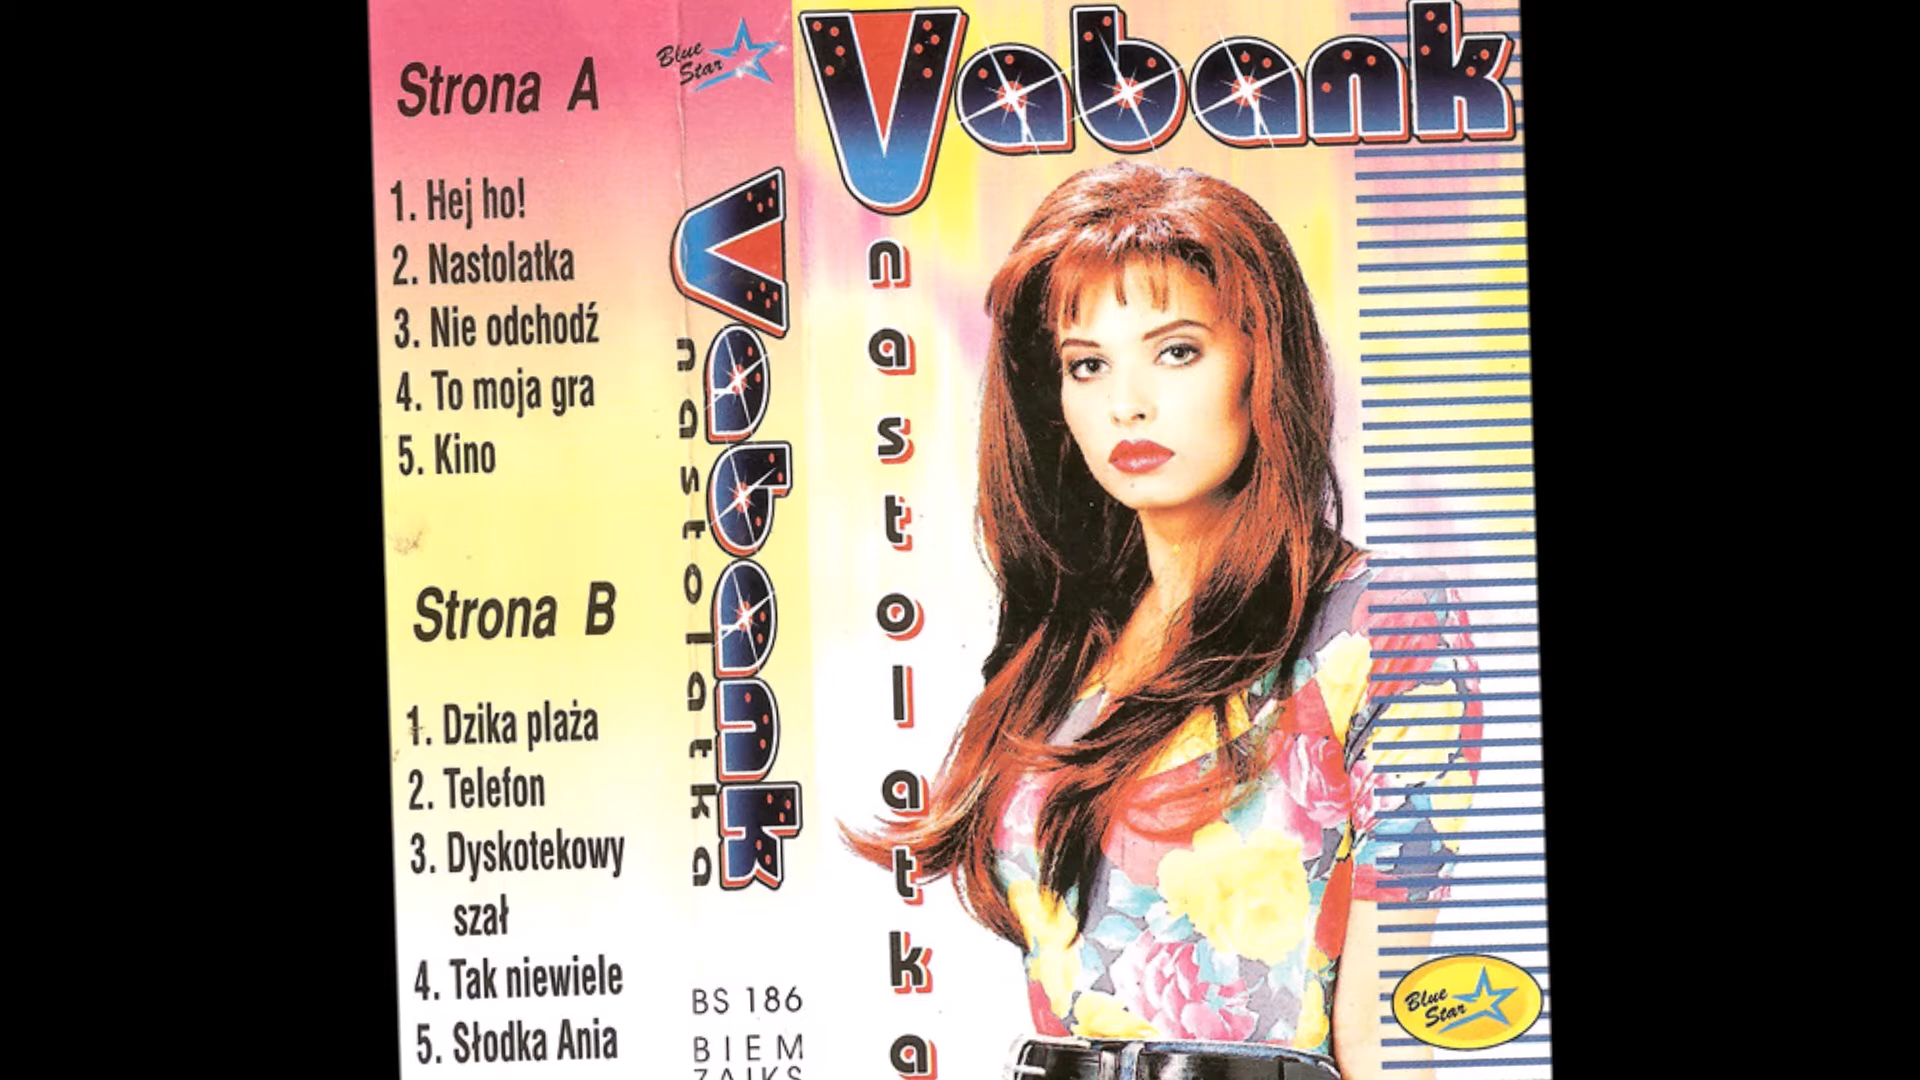 Strona A
1. Hej ho!
2. Nastolatka
3. Nie odchodź
4. To moja gra
5. Kino
Strona B
1. Dzika plaża
2. Telefon
3. Dyskotekowy
szał
4. Tak niewiele
5. Słodka Ania
Blue
Star
Vabank
nastolatka
BS 186
BIEM
ZAIKS
Vabank
nastolatka
Blue
Star